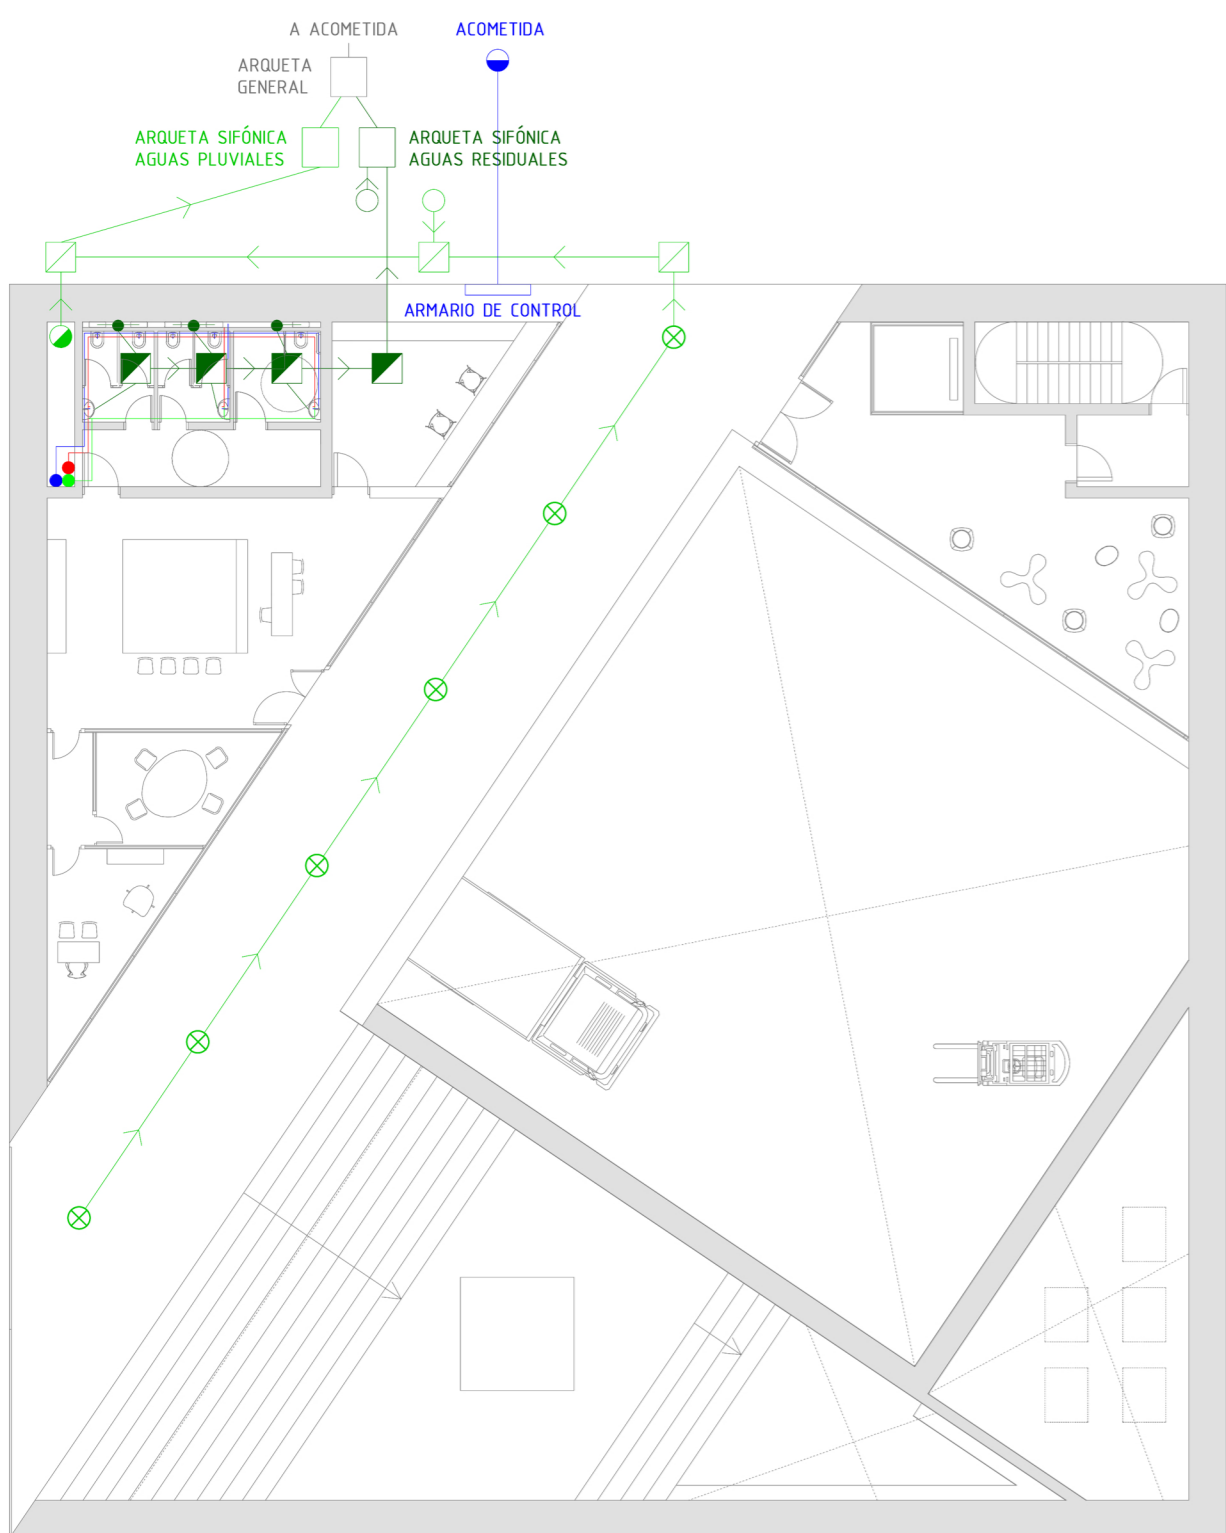 A ACOMETIDA
ACOMETIDA
ARQUETA
GENERAL
ARQUETA SIFÓNICA
AGUAS PLUVIALES
ARQUETA SIFÓNICA
AGUAS RESIDUALES
ARMARIO DE CONTROL